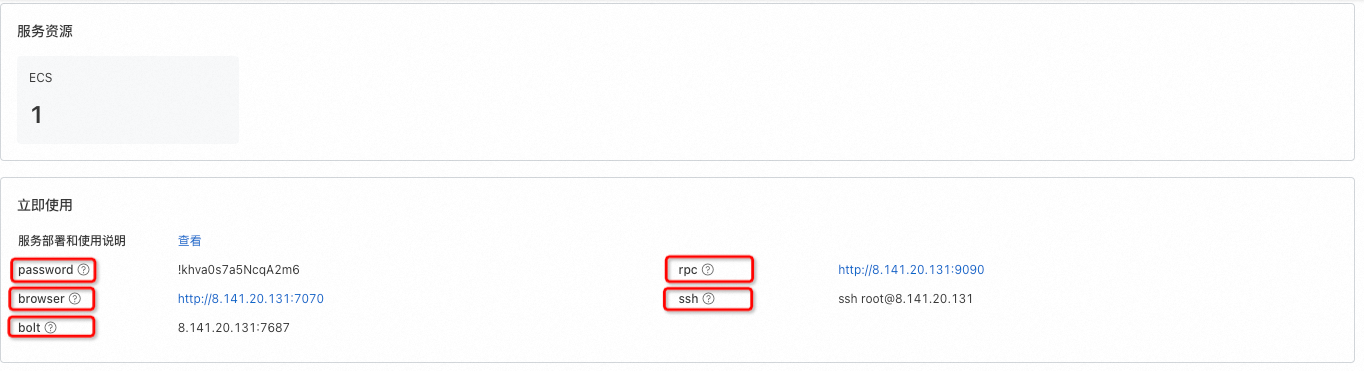 服务资源
ECS
1
立即使用
服务部署和使用说明 查看
password !khva0s7a5NcqA2m6 rpc http://8.141.20.131:9090
browser http://8.141.20.131:7070 ssh ssh root@8.141.20.131
bolt 8.141.20.131:7687